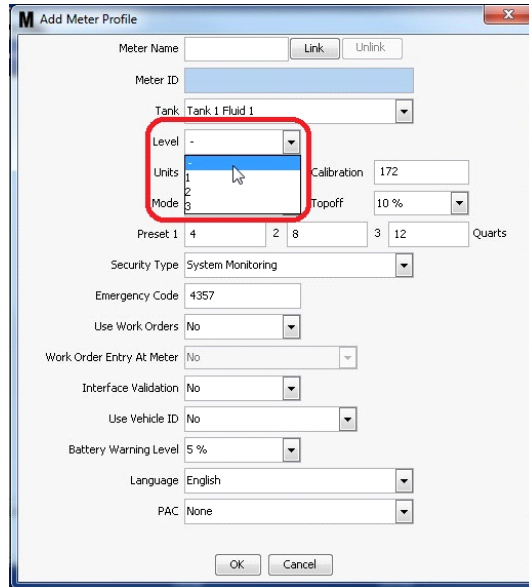 M Add Meter Profile
Meter Name Link Unlink
Meter ID
Tank Tank 1 Fluid 1
Level -
-
Units 1 Calibration 172
2
Mode 3 Topoff 10 %
Preset 1 4 2 8 3 12 Quarts
Security Type System Monitoring
Emergency Code 4357
Use Work Orders No
Work Order Entry At Meter No
Interface Validation No
Use Vehicle ID No
Battery Warning Level 5 %
Language English
PAC None
OK Cancel